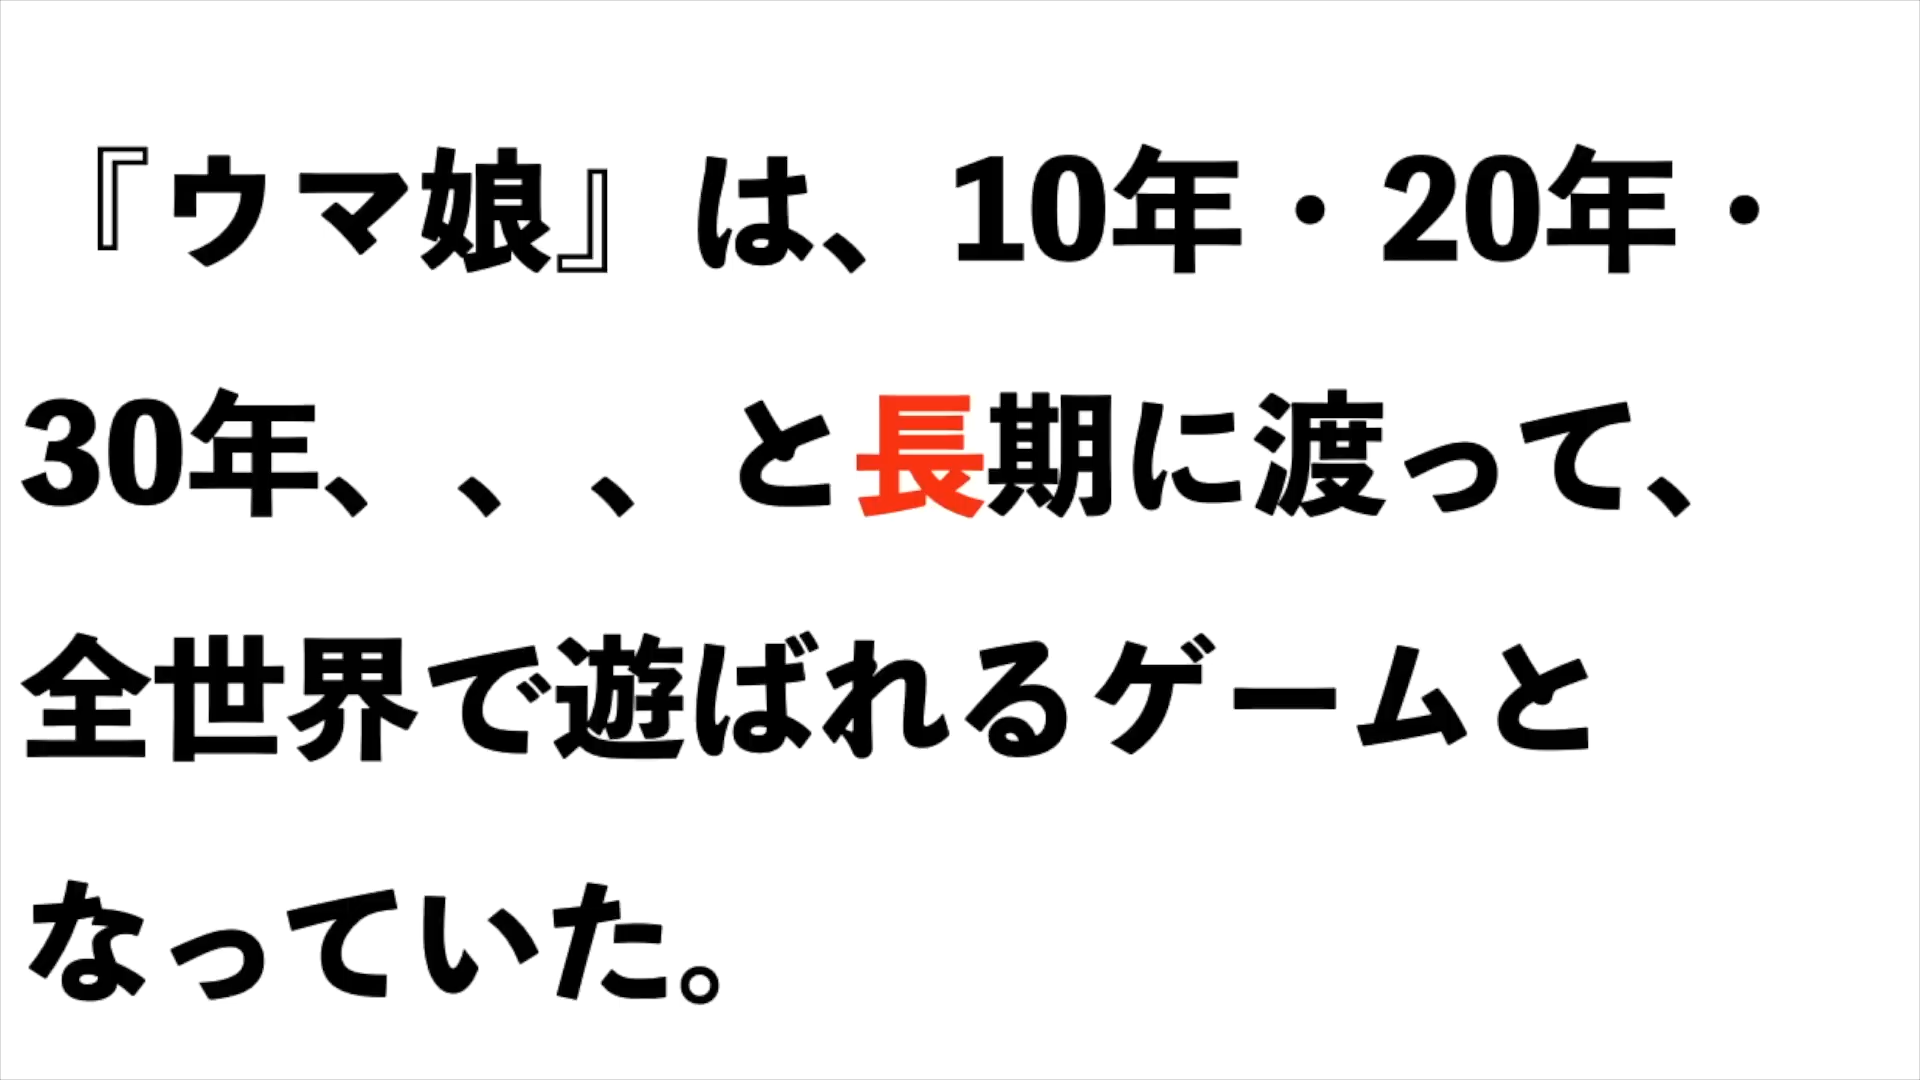 『ウマ娘』は、10年・20年・
30年、、、と長期に渡って、
全世界で遊ばれるゲームと
なっていた。